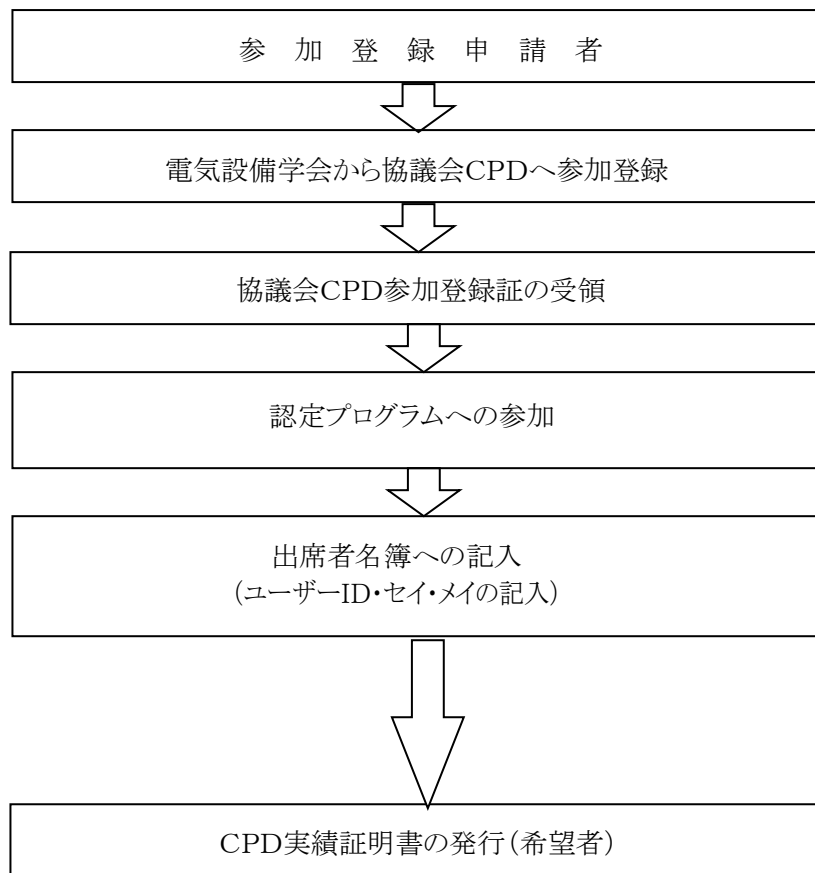 参 加 登 録 申 請 者
電気設備学会から協議会CPDへ参加登録
協議会CPD参加登録証の受領
認定プログラムへの参加
出席者名簿への記入
(ユーザーID・セイ・メイの記入)
CPD実績証明書の発行(希望者)